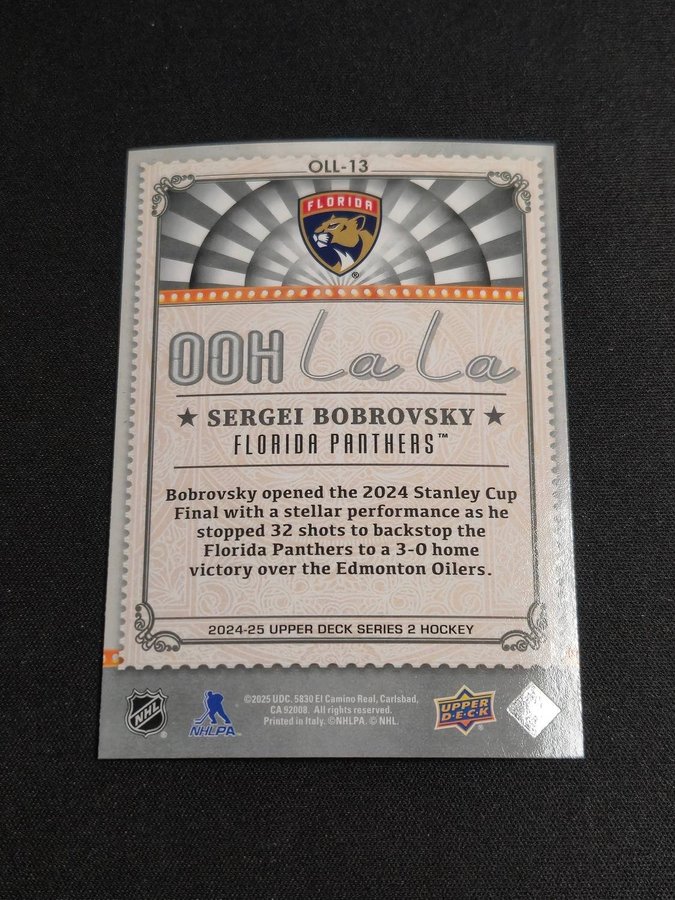 OLL-13
FLORIDA
®
OOH La La
★ SERGEI BOBROVSKY ★
FLORIDA PANTHERS™
Bobrovsky opened the 2024 Stanley Cup
Final with a stellar performance as he
stopped 32 shots to backstop the
Florida Panthers to a 3-0 home
victory over the Edmonton Oilers.
2024-25 UPPER DECK SERIES 2 HOCKEY
NHL ®
NHLPA
©2025 UDC. 5830 El Camino Real, Carlsbad,
CA 92008. All rights reserved.
Printed in Italy. ©NHLPA. © NHL.
UPPER
D·E·C·K